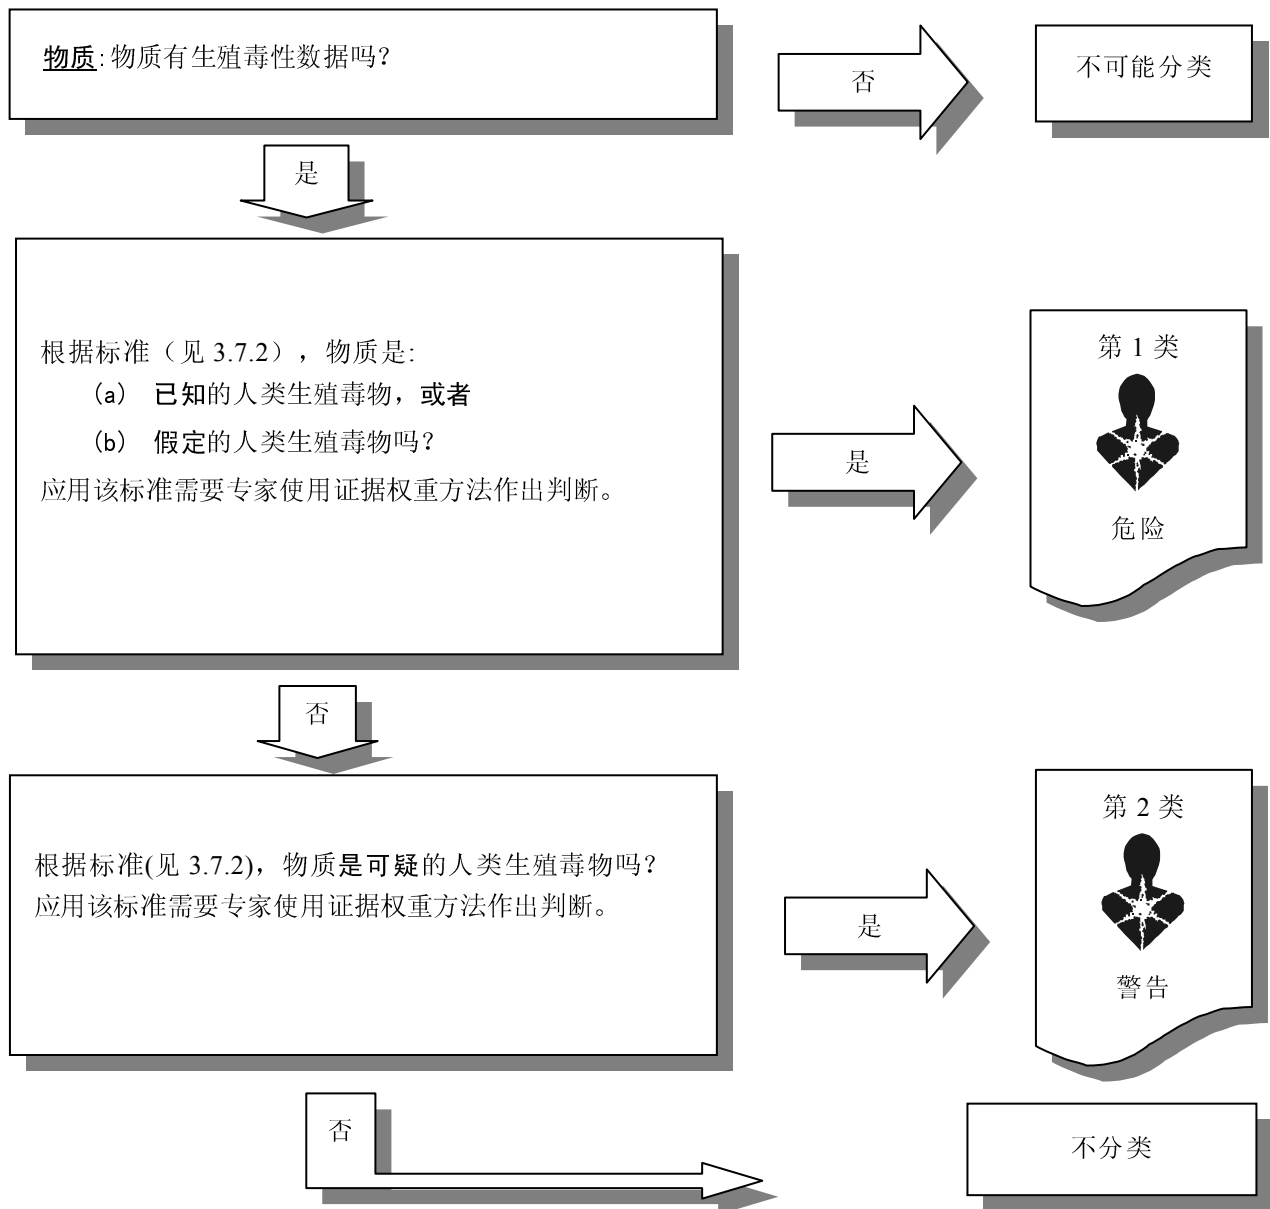 物质:物质有生殖毒性数据吗?
否
不可能分类
是
根据标准（见 3.7.2），物质是:
(a) 已知的人类生殖毒物，或者
(b) 假定的人类生殖毒物吗?
应用该标准需要专家使用证据权重方法作出判断。
是
第 1 类
危险
否
根据标准(见 3.7.2)，物质是可疑的人类生殖毒物吗?
应用该标准需要专家使用证据权重方法作出判断。
是
第 2 类
警告
否
不分类